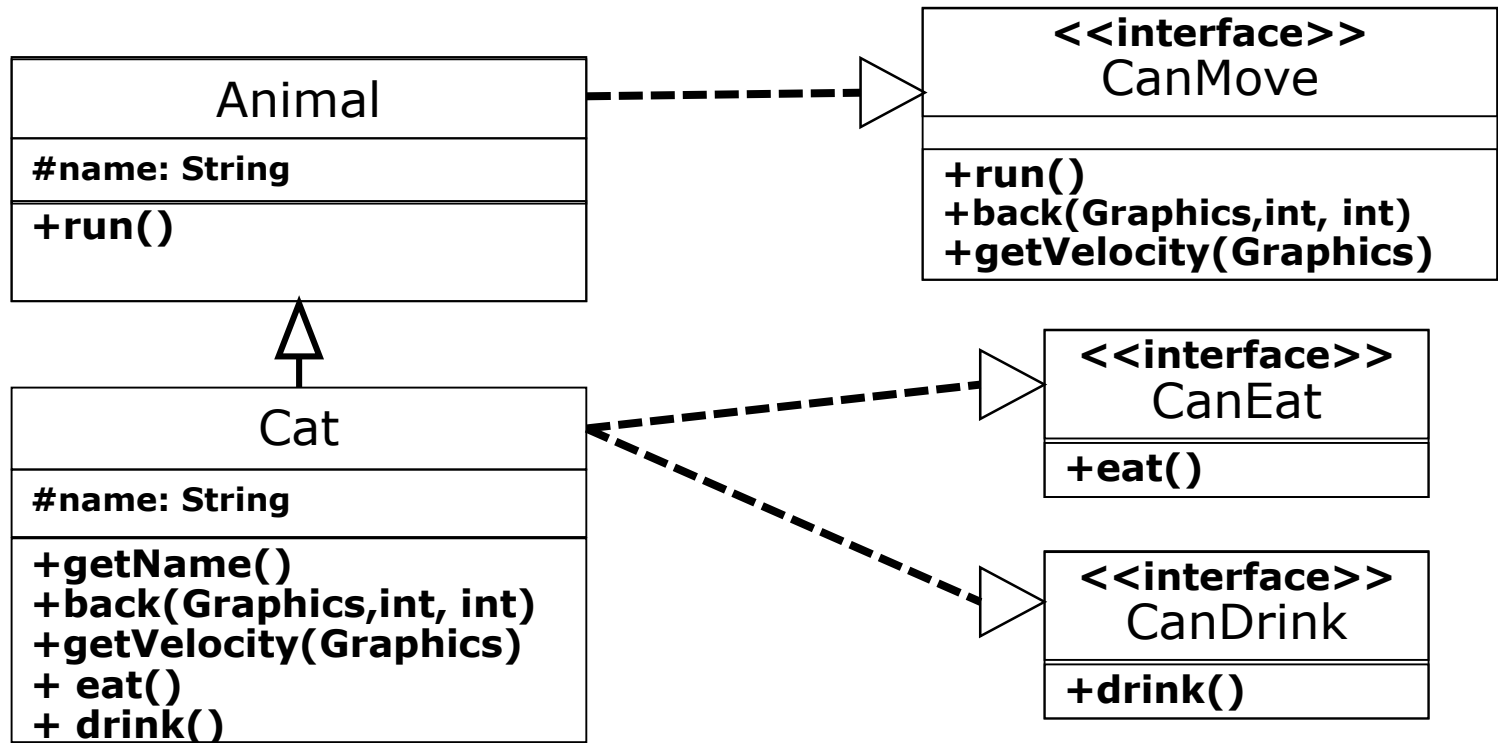 Animal
#name: String
+run()
<<interface>>
CanMove
+run()
+back(Graphics,int, int)
+getVelocity(Graphics)
Cat
#name: String
+getName()
+back(Graphics,int, int)
+getVelocity(Graphics)
+ eat()
+ drink()
<<interface>>
CanEat
+eat()
<<interface>>
CanDrink
+drink()